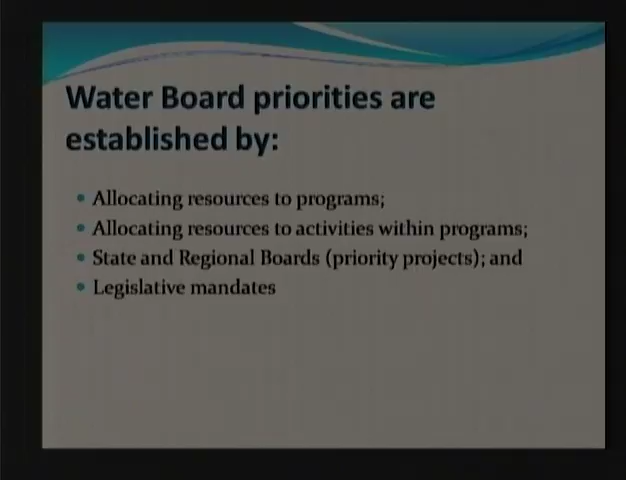 Water Board priorities are
established by:
• Allocating resources to programs;
• Allocating resources to activities within programs;
• State and Regional Boards (priority projects); and
• Legislative mandates